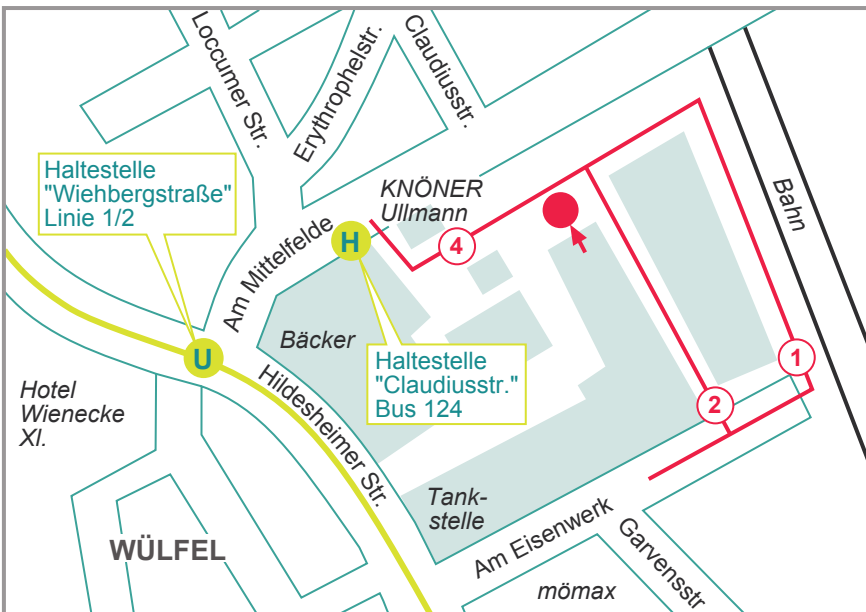 Loccumer Str.
Erythrophelstr.
Claudiusstr.
Haltestelle
"Wiehbergstraße"
Linie 1/2
KNÖNER
Ullmann
Bahn
H
4
Am Mittelfelde
Bäcker
U
Haltestelle
"Claudiusstr."
Bus 124
1
2
Hotel
Wienecke
XI.
Hildesheimer Str.
Tank-
stelle
Am Eisenwerk
Garvensstr
WÜLFEL
mömax